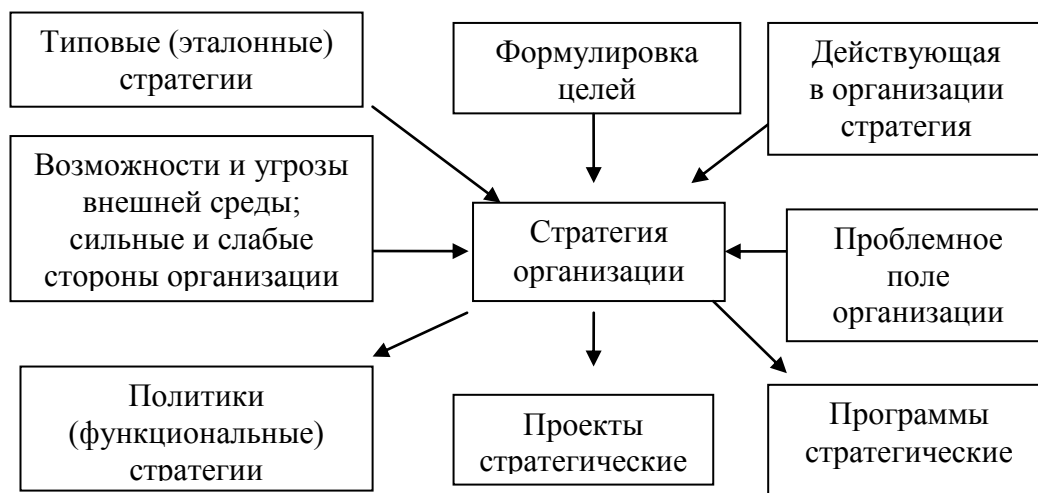 Типовые (эталонные)
стратегии
Формулировка
целей
Действующая
в организации
стратегия
Возможности и угрозы
внешней среды;
сильные и слабые
стороны организации
Стратегия
организации
Проблемное
поле
организации
Политики
(функциональные)
стратегии
Проекты
стратегические
Программы
стратегические